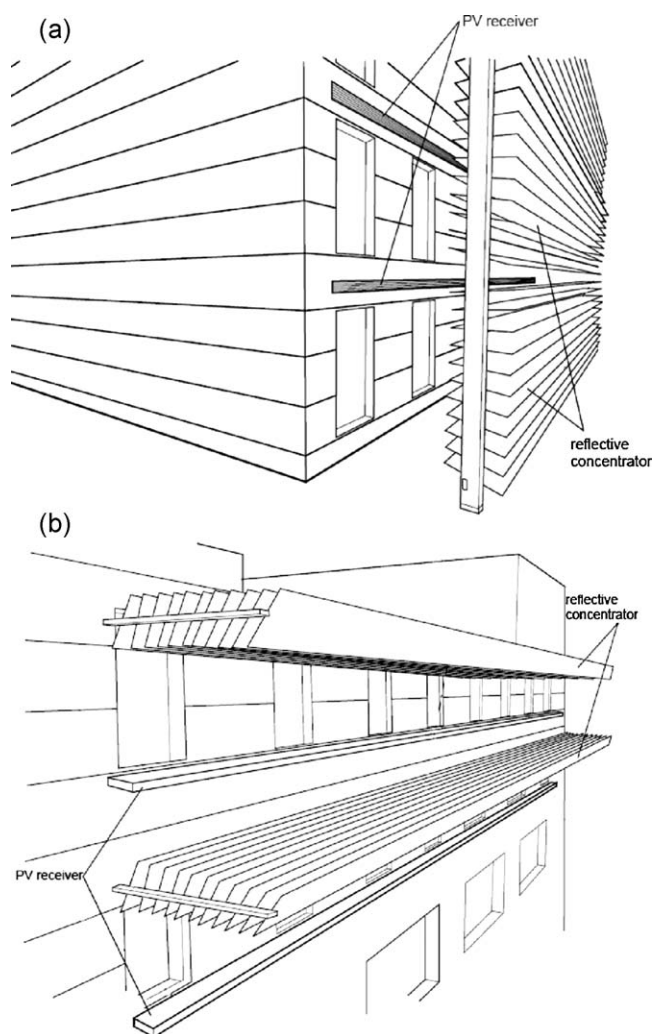 (a)
PV receiver
reflective
concentrator
(b)
reflective
concentrator
PV receiver